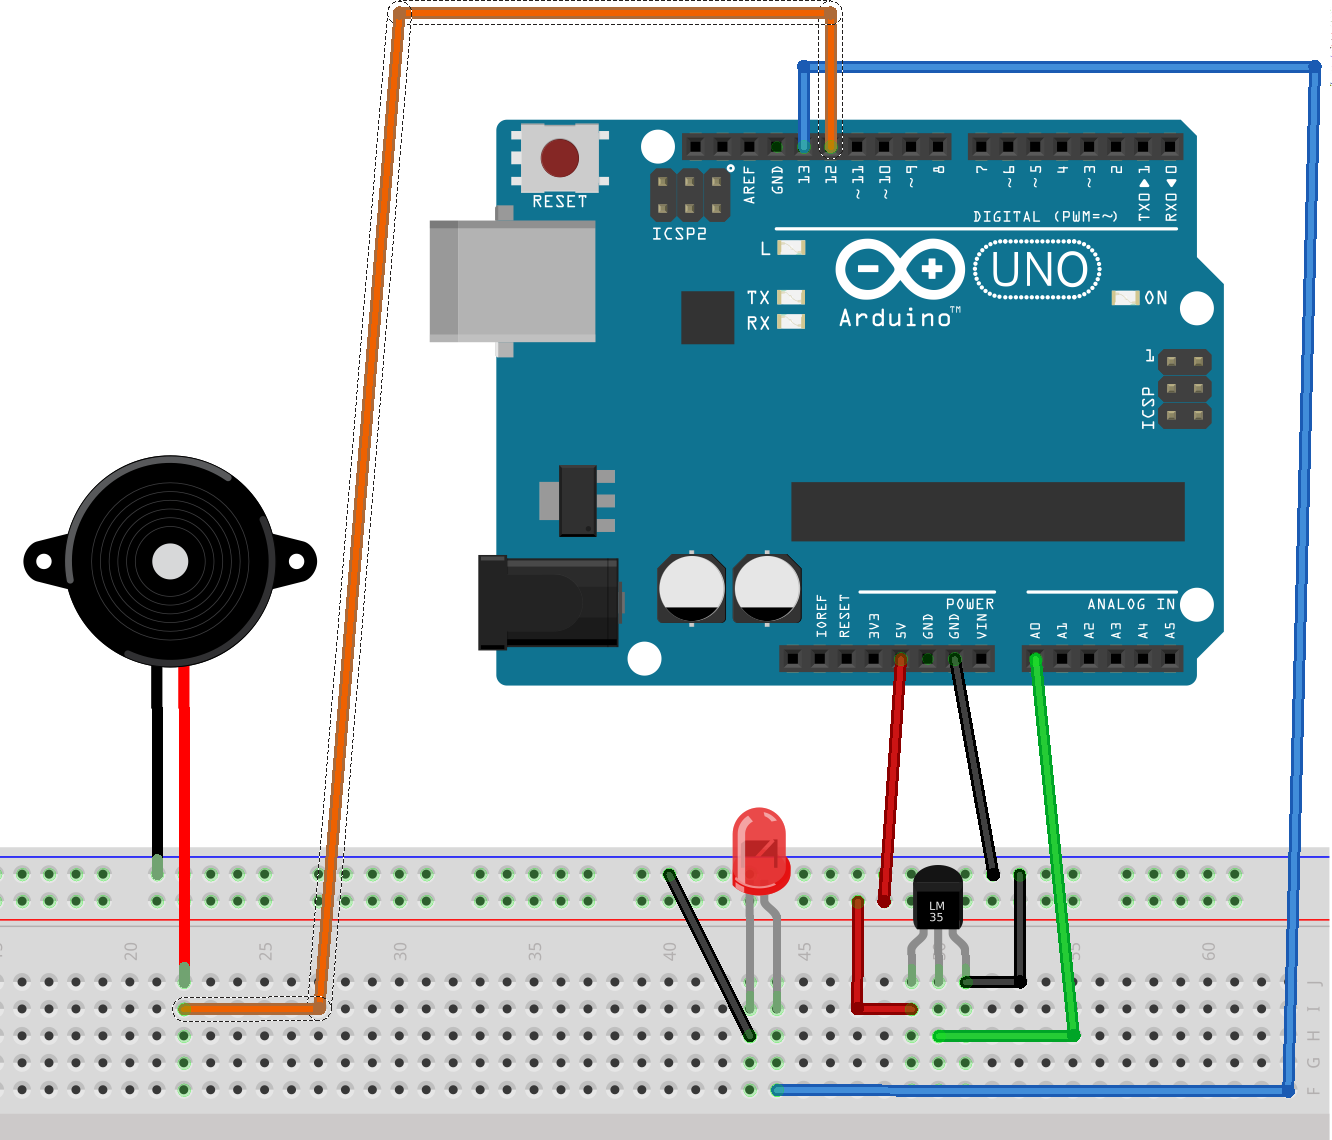 RESET
ICSP2
AREF
GND
13
12
~11
~10
~9
8
7
~6
~5
4
~3
2
TX0▶1
RX0◀0
DIGITAL (PWM=~)
L
TX
RX
UNO
Arduino™
ON
1
ICSP
POWER
ANALOG IN
IOREF
RESET
3V3
5V
GND
GND
VIN
A0
A1
A2
A3
A4
A5
LM
35
20
25
30
35
40
45
55
60
J
I
H
G
F